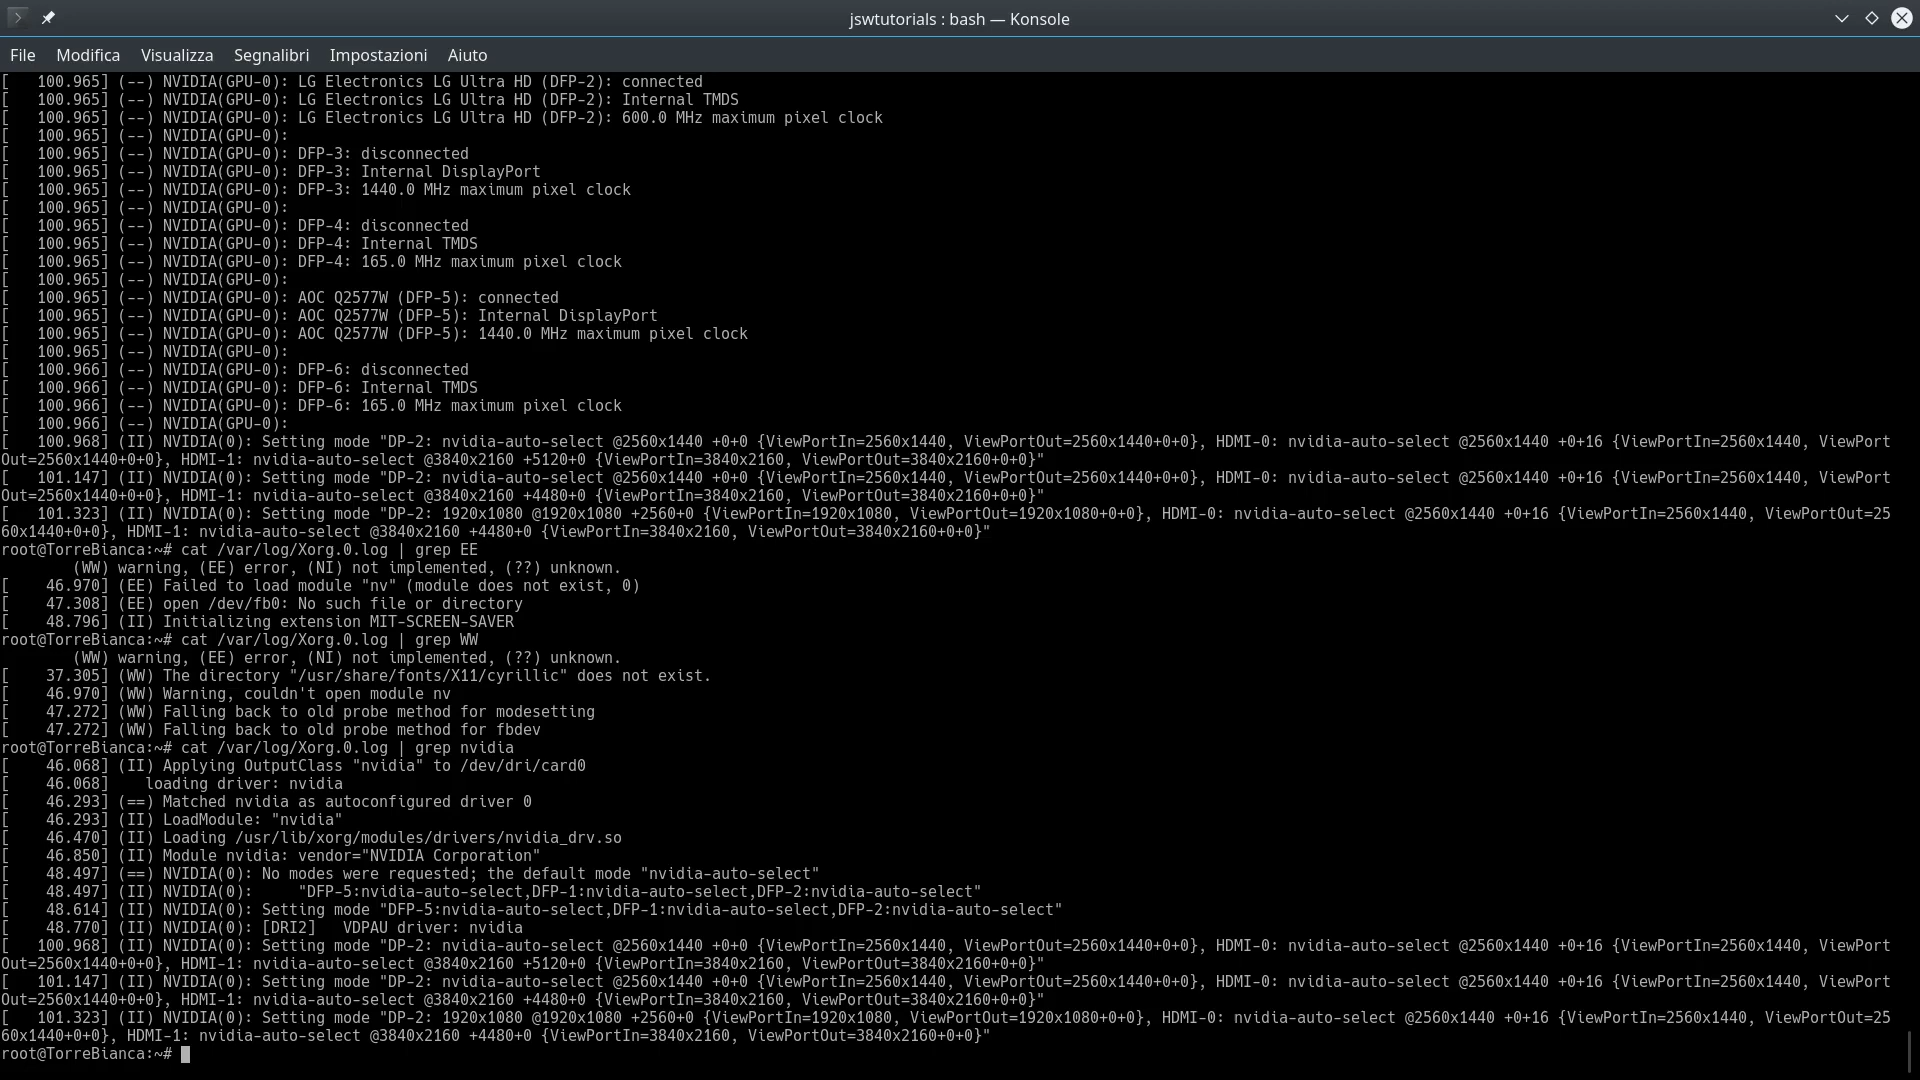 jswtutorials : bash — Konsole
File Modifica Visualizza Segnalibri Impostazioni Aiuto
[   100.965] (--) NVIDIA(GPU-0): LG Electronics LG Ultra HD (DFP-2): connected
[   100.965] (--) NVIDIA(GPU-0): LG Electronics LG Ultra HD (DFP-2): Internal TMDS
[   100.965] (--) NVIDIA(GPU-0): LG Electronics LG Ultra HD (DFP-2): 600.0 MHz maximum pixel clock
[   100.965] (--) NVIDIA(GPU-0):
[   100.965] (--) NVIDIA(GPU-0): DFP-3: disconnected
[   100.965] (--) NVIDIA(GPU-0): DFP-3: Internal DisplayPort
[   100.965] (--) NVIDIA(GPU-0): DFP-3: 1440.0 MHz maximum pixel clock
[   100.965] (--) NVIDIA(GPU-0):
[   100.965] (--) NVIDIA(GPU-0): DFP-4: disconnected
[   100.965] (--) NVIDIA(GPU-0): DFP-4: Internal TMDS
[   100.965] (--) NVIDIA(GPU-0): DFP-4: 165.0 MHz maximum pixel clock
[   100.965] (--) NVIDIA(GPU-0):
[   100.965] (--) NVIDIA(GPU-0): AOC Q2577W (DFP-5): connected
[   100.965] (--) NVIDIA(GPU-0): AOC Q2577W (DFP-5): Internal DisplayPort
[   100.965] (--) NVIDIA(GPU-0): AOC Q2577W (DFP-5): 1440.0 MHz maximum pixel clock
[   100.965] (--) NVIDIA(GPU-0):
[   100.966] (--) NVIDIA(GPU-0): DFP-6: disconnected
[   100.966] (--) NVIDIA(GPU-0): DFP-6: Internal TMDS
[   100.966] (--) NVIDIA(GPU-0): DFP-6: 165.0 MHz maximum pixel clock
[   100.966] (--) NVIDIA(GPU-0):
[   100.968] (II) NVIDIA(0): Setting mode "DP-2: nvidia-auto-select @2560x1440 +0+0 {ViewPortIn=2560x1440, ViewPortOut=2560x1440+0+0}, HDMI-0: nvidia-auto-select @2560x1440 +0+16 {ViewPortIn=2560x1440, ViewPort
Out=2560x1440+0+0}, HDMI-1: nvidia-auto-select @3840x2160 +5120+0 {ViewPortIn=3840x2160, ViewPortOut=3840x2160+0+0}"
[   101.147] (II) NVIDIA(0): Setting mode "DP-2: nvidia-auto-select @2560x1440 +0+0 {ViewPortIn=2560x1440, ViewPortOut=2560x1440+0+0}, HDMI-0: nvidia-auto-select @2560x1440 +0+16 {ViewPortIn=2560x1440, ViewPort
Out=2560x1440+0+0}, HDMI-1: nvidia-auto-select @3840x2160 +4480+0 {ViewPortIn=3840x2160, ViewPortOut=3840x2160+0+0}"
[   101.323] (II) NVIDIA(0): Setting mode "DP-2: 1920x1080 @1920x1080 +2560+0 {ViewPortIn=1920x1080, ViewPortOut=1920x1080+0+0}, HDMI-0: nvidia-auto-select @2560x1440 +0+16 {ViewPortIn=2560x1440, ViewPortOut=25
60x1440+0+0}, HDMI-1: nvidia-auto-select @3840x2160 +4480+0 {ViewPortIn=3840x2160, ViewPortOut=3840x2160+0+0}"
root@TorreBianca:~# cat /var/log/Xorg.0.log | grep EE
        (WW) warning, (EE) error, (NI) not implemented, (??) unknown.
[    46.970] (EE) Failed to load module "nv" (module does not exist, 0)
[    47.308] (EE) open /dev/fb0: No such file or directory
[    48.796] (II) Initializing extension MIT-SCREEN-SAVER
root@TorreBianca:~# cat /var/log/Xorg.0.log | grep WW
        (WW) warning, (EE) error, (NI) not implemented, (??) unknown.
[    37.305] (WW) The directory "/usr/share/fonts/X11/cyrillic" does not exist.
[    46.970] (WW) Warning, couldn't open module nv
[    47.272] (WW) Falling back to old probe method for modesetting
[    47.272] (WW) Falling back to old probe method for fbdev
root@TorreBianca:~# cat /var/log/Xorg.0.log | grep nvidia
[    46.068] (II) Applying OutputClass "nvidia" to /dev/dri/card0
[    46.068]    loading driver: nvidia
[    46.293] (==) Matched nvidia as autoconfigured driver 0
[    46.293] (II) LoadModule: "nvidia"
[    46.470] (II) Loading /usr/lib/xorg/modules/drivers/nvidia_drv.so
[    46.850] (II) Module nvidia: vendor="NVIDIA Corporation"
[    48.497] (==) NVIDIA(0): No modes were requested; the default mode "nvidia-auto-select"
[    48.497] (II) NVIDIA(0):     "DFP-5:nvidia-auto-select,DFP-1:nvidia-auto-select,DFP-2:nvidia-auto-select"
[    48.614] (II) NVIDIA(0): Setting mode "DFP-5:nvidia-auto-select,DFP-1:nvidia-auto-select,DFP-2:nvidia-auto-select"
[    48.770] (II) NVIDIA(0): [DRI2]   VDPAU driver: nvidia
[   100.968] (II) NVIDIA(0): Setting mode "DP-2: nvidia-auto-select @2560x1440 +0+0 {ViewPortIn=2560x1440, ViewPortOut=2560x1440+0+0}, HDMI-0: nvidia-auto-select @2560x1440 +0+16 {ViewPortIn=2560x1440, ViewPort
Out=2560x1440+0+0}, HDMI-1: nvidia-auto-select @3840x2160 +5120+0 {ViewPortIn=3840x2160, ViewPortOut=3840x2160+0+0}"
[   101.147] (II) NVIDIA(0): Setting mode "DP-2: nvidia-auto-select @2560x1440 +0+0 {ViewPortIn=2560x1440, ViewPortOut=2560x1440+0+0}, HDMI-0: nvidia-auto-select @2560x1440 +0+16 {ViewPortIn=2560x1440, ViewPort
Out=2560x1440+0+0}, HDMI-1: nvidia-auto-select @3840x2160 +4480+0 {ViewPortIn=3840x2160, ViewPortOut=3840x2160+0+0}"
[   101.323] (II) NVIDIA(0): Setting mode "DP-2: 1920x1080 @1920x1080 +2560+0 {ViewPortIn=1920x1080, ViewPortOut=1920x1080+0+0}, HDMI-0: nvidia-auto-select @2560x1440 +0+16 {ViewPortIn=2560x1440, ViewPortOut=25
60x1440+0+0}, HDMI-1: nvidia-auto-select @3840x2160 +4480+0 {ViewPortIn=3840x2160, ViewPortOut=3840x2160+0+0}"
root@TorreBianca:~#